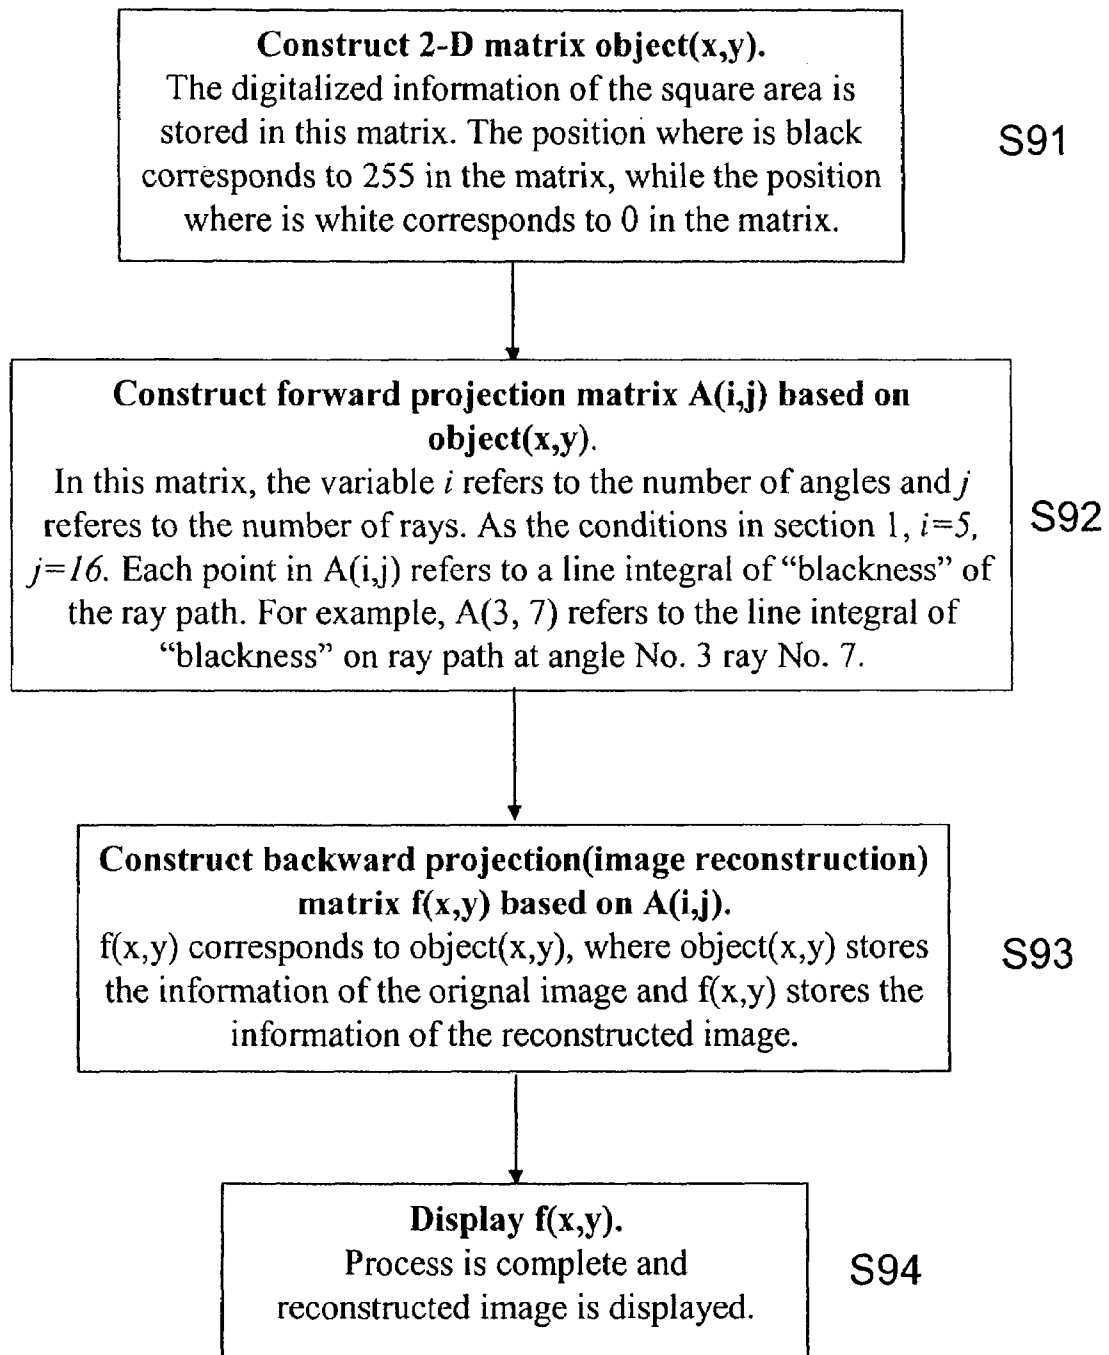 Construct 2-D matrix object(x,y).
The digitalized information of the square area is
stored in this matrix. The position where is black
corresponds to 255 in the matrix, while the position
where is white corresponds to 0 in the matrix.
S91
Construct forward projection matrix A(i,j) based on
object(x,y).
In this matrix, the variable i refers to the number of angles and j
referes to the number of rays. As the conditions in section 1, i=5,
j=16. Each point in A(i,j) refers to a line integral of “blackness” of
the ray path. For example, A(3, 7) refers to the line integral of
“blackness” on ray path at angle No. 3 ray No. 7.
S92
Construct backward projection(image reconstruction)
matrix f(x,y) based on A(i,j).
f(x,y) corresponds to object(x,y), where object(x,y) stores
the information of the orignal image and f(x,y) stores the
information of the reconstructed image.
S93
Display f(x,y).
Process is complete and
reconstructed image is displayed.
S94